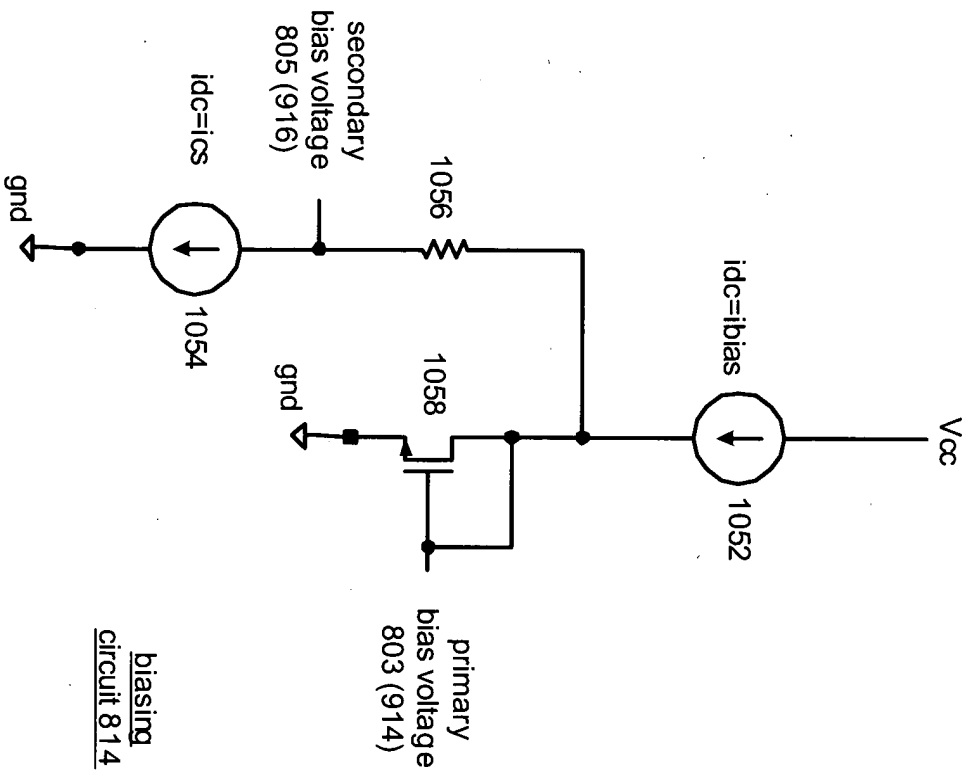 Vcc
idc=ibias
1052
1056
secondary
bias voltage
805 (916)
1058
primary
bias voltage
803 (914)
idc=ics
1054
gnd
gnd
biasing
circuit 814